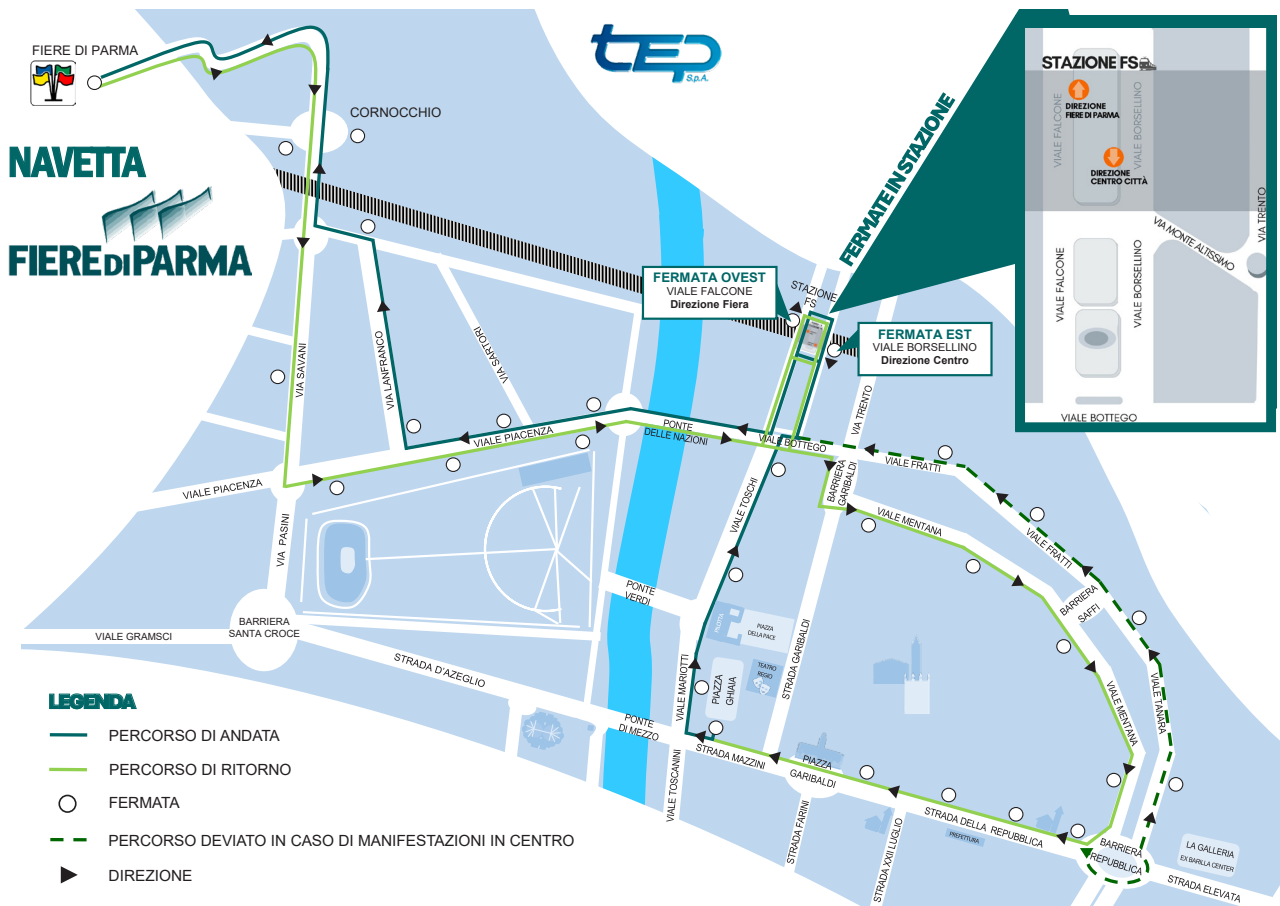 FIERE DI PARMA
tEP
S.p.A.
CORNOCCHIO
NAVETTA
FIERE DI PARMA
FERMATE IN STAZIONE
STAZIONE FS
VIALE FALCONE
DIREZIONE
FIERE DI PARMA
VIALE BORSELLINO
DIREZIONE
CENTRO CITTÀ
VIA TRENTO
VIA MONTE ALTISSIMO
VIALE FALCONE
VIALE BORSELLINO
VIALE BOTTEGO
FERMATA OVEST
VIALE FALCONE
Direzione Fiera
STAZIONE
FS
FERMATA EST
VIALE BORSELLINO
Direzione Centro
VIA SAVANI
VIA LANFRANCO
VIA SARTORI
VIA TRENTO
VIALE PIACENZA
PONTE
DELLE NAZIONI
VIALE BOTTEGO
VIALE FRATTI
BARRIERA
GARIBALDI
VIALE PIACENZA
VIALE TOSCHI
VIALE MENTANA
VIALE FRATTI
VIA PASINI
PONTE
VERDI
BARRIERA
SAFFI
PILOTTA
PIAZZA
DELLA PACE
BARRIERA
SANTA CROCE
VIALE GRAMSCI
STRADA D'AZEGLIO
VIALE MARIOTTI
PIAZZA
GHIAIA
TEATRO
REGIO
STRADA GARIBALDI
VIALE MENTANA
VIALE TANARA
PONTE
DI MEZZO
STRADA MAZZINI
PIAZZA
GARIBALDI
VIALE TOSCANINI
STRADA FARINI
STRADA XXII LUGLIO
STRADA DELLA REPUBBLICA
PREFETTURA
BARRIERA
REPUBBLICA
LA GALLERIA
EX BARILLA CENTER
STRADA ELEVATA
LEGENDA
PERCORSO DI ANDATA
PERCORSO DI RITORNO
FERMATA
PERCORSO DEVIATO IN CASO DI MANIFESTAZIONI IN CENTRO
DIREZIONE